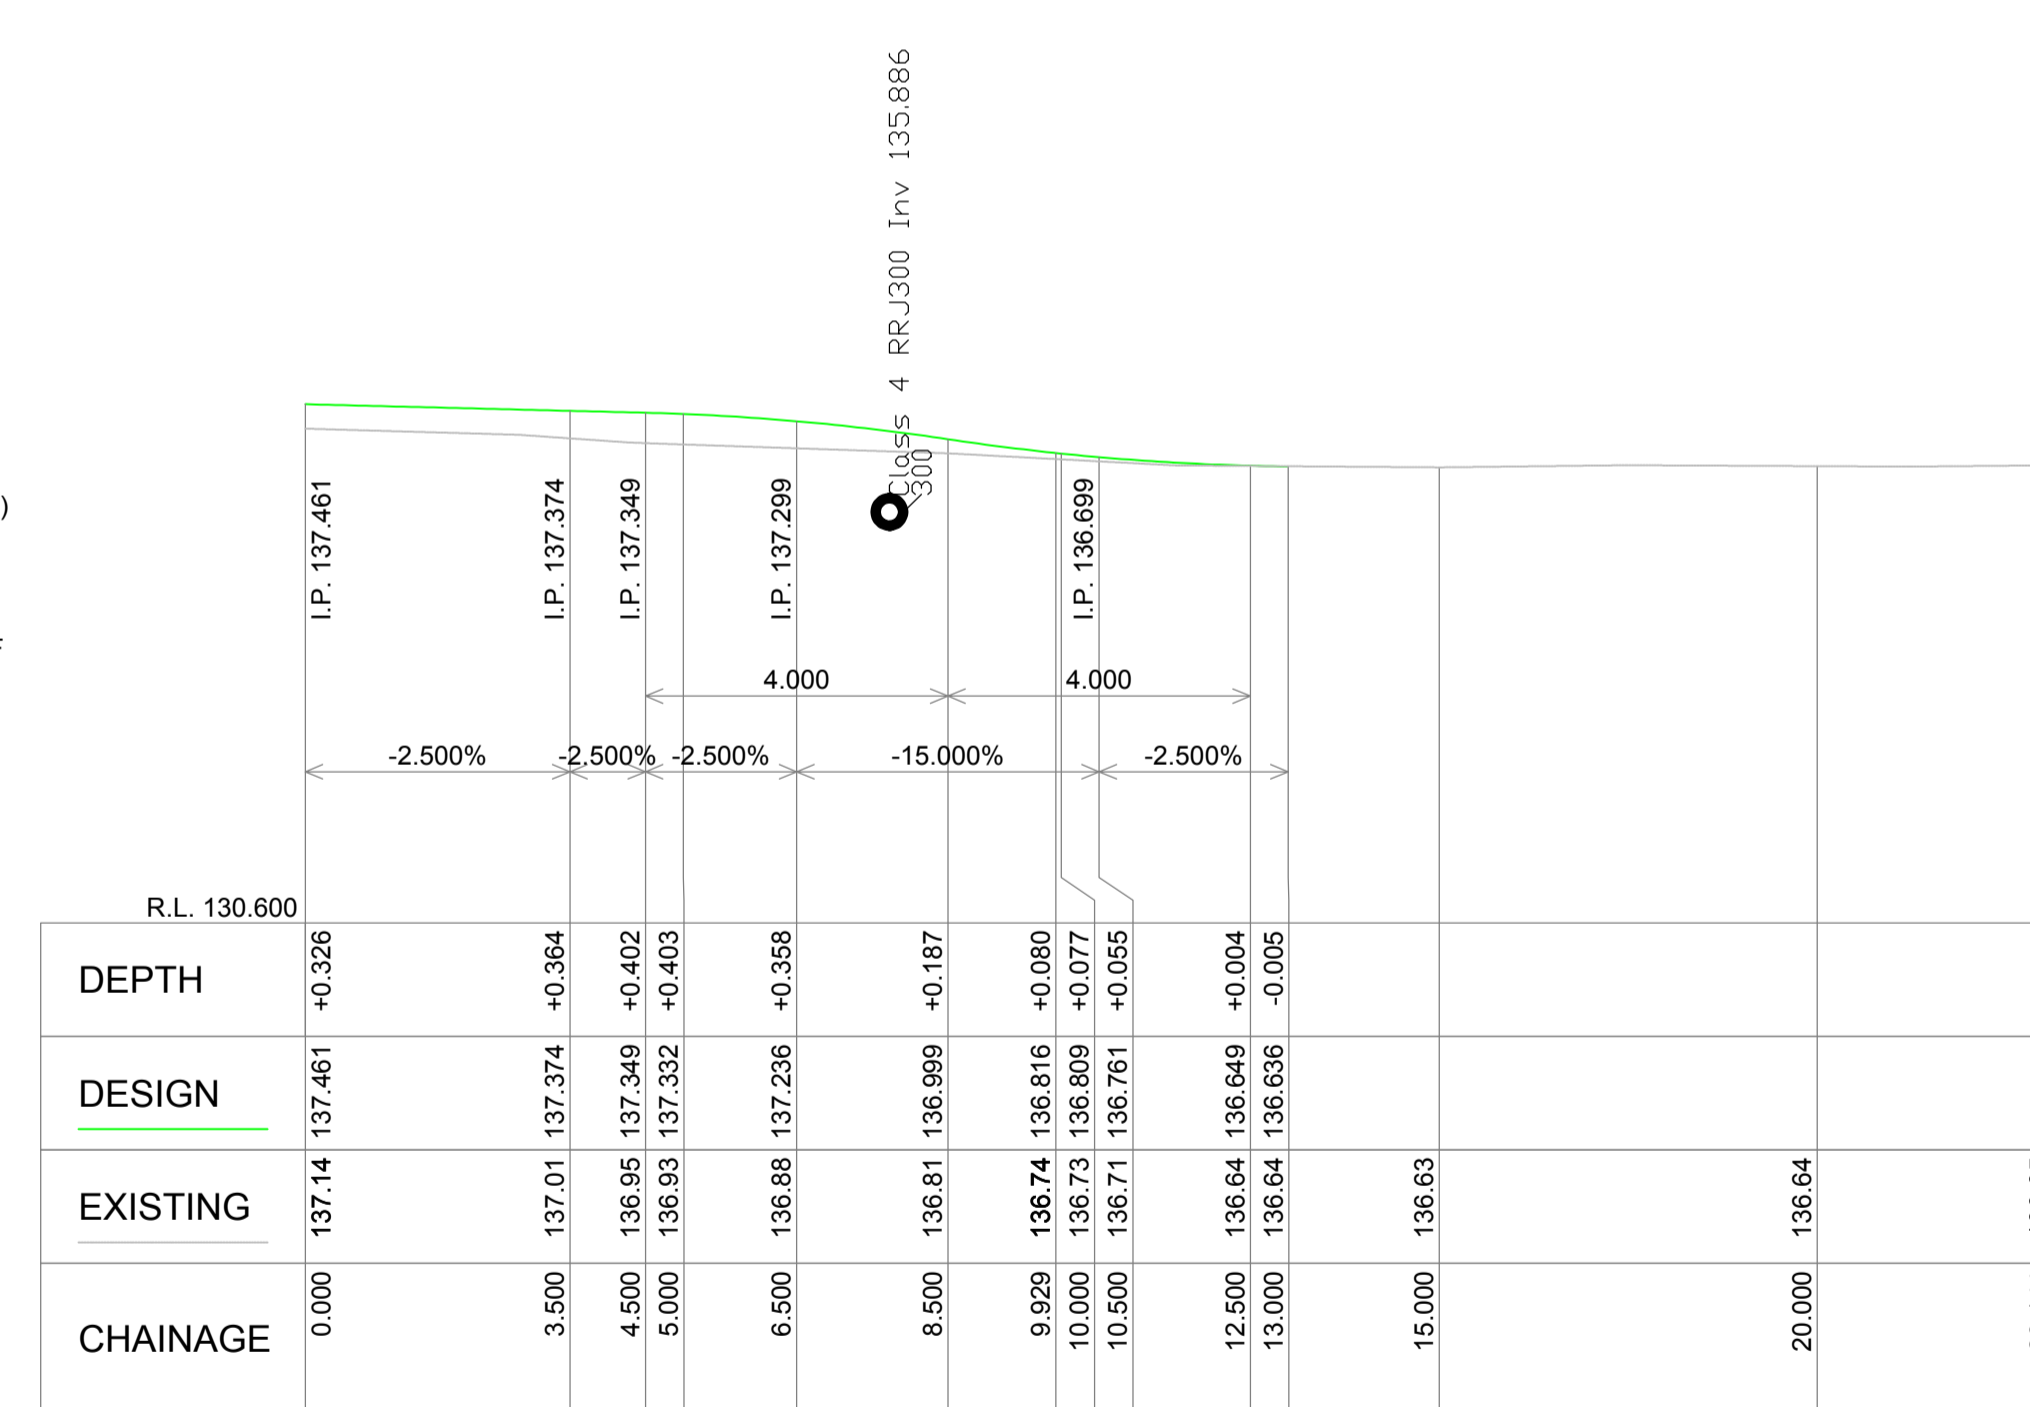 Class 4 RRJ300 Inv 135.886
300
)
I.P. 137.461
I.P. 137.374
I.P. 137.349
I.P. 137.299
I.P. 136.699
4.000 4.000
-2.500% -2.500% -2.500% -15.000% -2.500%
R.L. 130.600
DEPTH +0.326 +0.364 +0.402 +0.403 +0.358 +0.187 +0.080 +0.077 +0.055 +0.004 -0.005
DESIGN 137.461 137.374 137.349 137.332 137.236 136.999 136.816 136.809 136.761 136.649 136.636
EXISTING 137.14 137.01 136.95 136.93 136.88 136.81 136.74 136.73 136.71 136.64 136.64 136.63 136.64
CHAINAGE 0.000 3.500 4.500 5.000 6.500 8.500 9.929 10.000 10.500 12.500 13.000 15.000 20.000